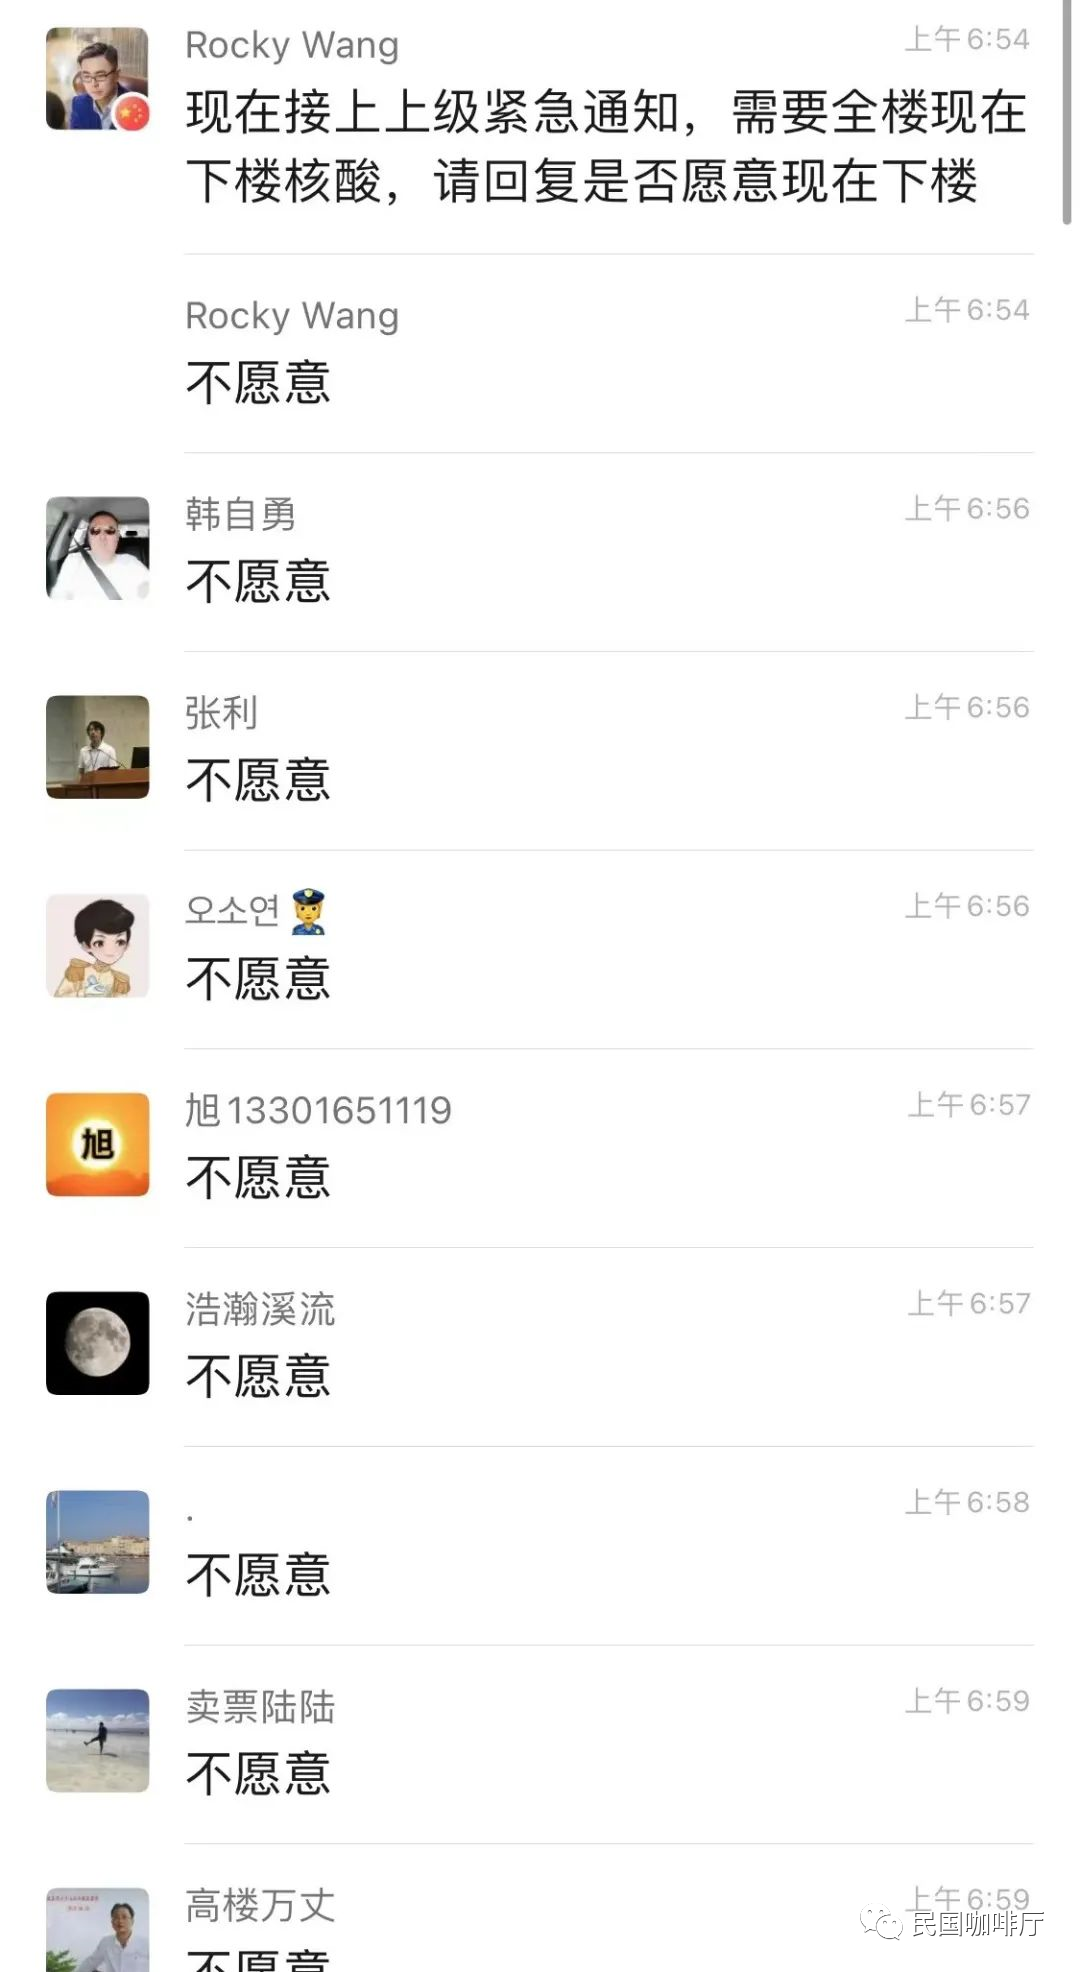 Rocky Wang
上午6:54
现在接上上级紧急通知，需要全楼现在
下楼核酸，请回复是否愿意现在下楼
Rocky Wang
上午6:54
不愿意
韩自勇
上午6:56
不愿意
张利
上午6:56
不愿意
오소연
上午6:56
不愿意
旭13301651119
上午6:57
旭
不愿意
浩瀚溪流
上午6:57
不愿意
.
上午6:58
不愿意
卖票陆陆
上午6:59
不愿意
高楼万丈
上午6:59
民国咖啡厅
不愿意